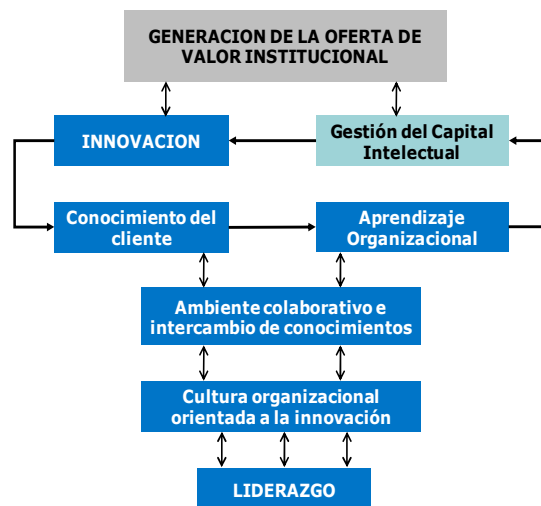 GENERACION DE LA OFERTA DE
VALOR INSTITUCIONAL
INNOVACION
Gestión del Capital
Intelectual
Conocimiento del
cliente
Aprendizaje
Organizacional
Ambiente colaborativo e
intercambio de conocimientos
Cultura organizacional
orientada a la innovación
LIDERAZGO